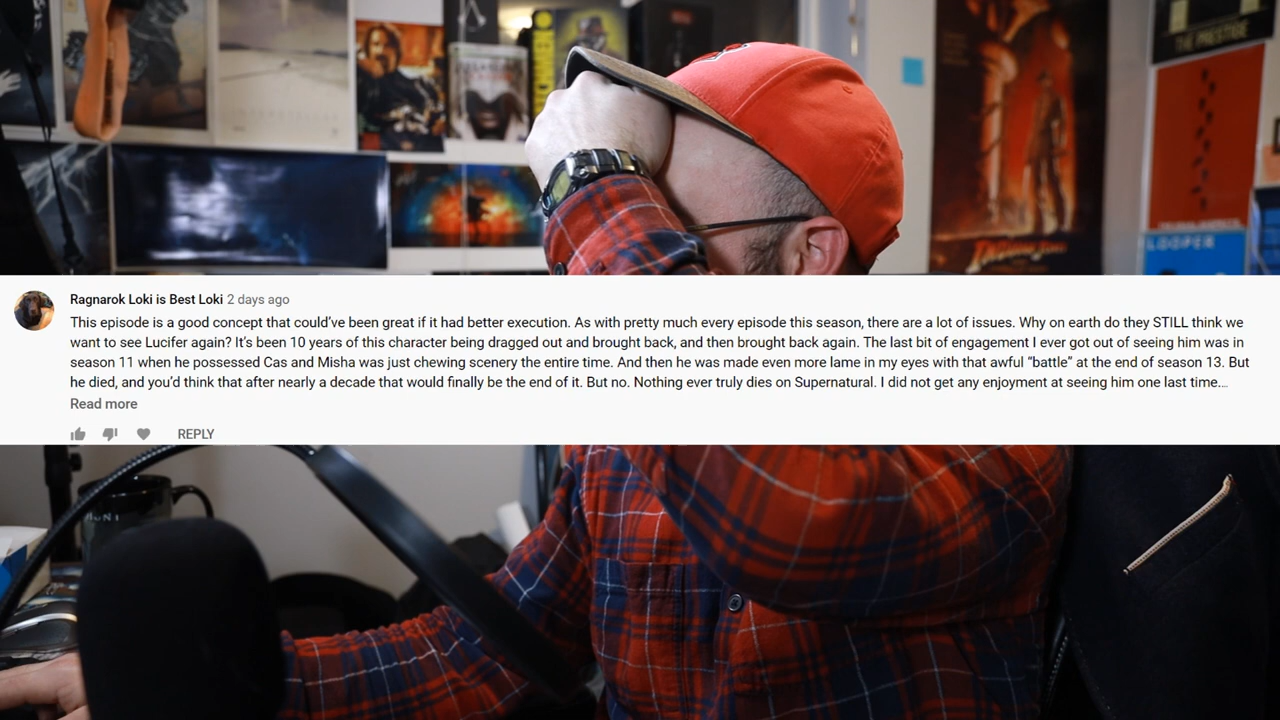 THE PRESTIGE
INDIANA JONES
LOOPER
Ragnarok Loki is Best Loki 2 days ago
This episode is a good concept that could've been great if it had better execution. As with pretty much every episode this season, there are a lot of issues. Why on earth do they STILL think we
want to see Lucifer again? It's been 10 years of this character being dragged out and brought back, and then brought back again. The last bit of engagement I ever got out of seeing him was in
season 11 when he possessed Cas and Misha was just chewing scenery the entire time. And then he was made even more lame in my eyes with that awful “battle” at the end of season 13. But
he died, and you'd think that after nearly a decade that would finally be the end of it. But no. Nothing ever truly dies on Supernatural. I did not get any enjoyment at seeing him one last time...
Read more
REPLY